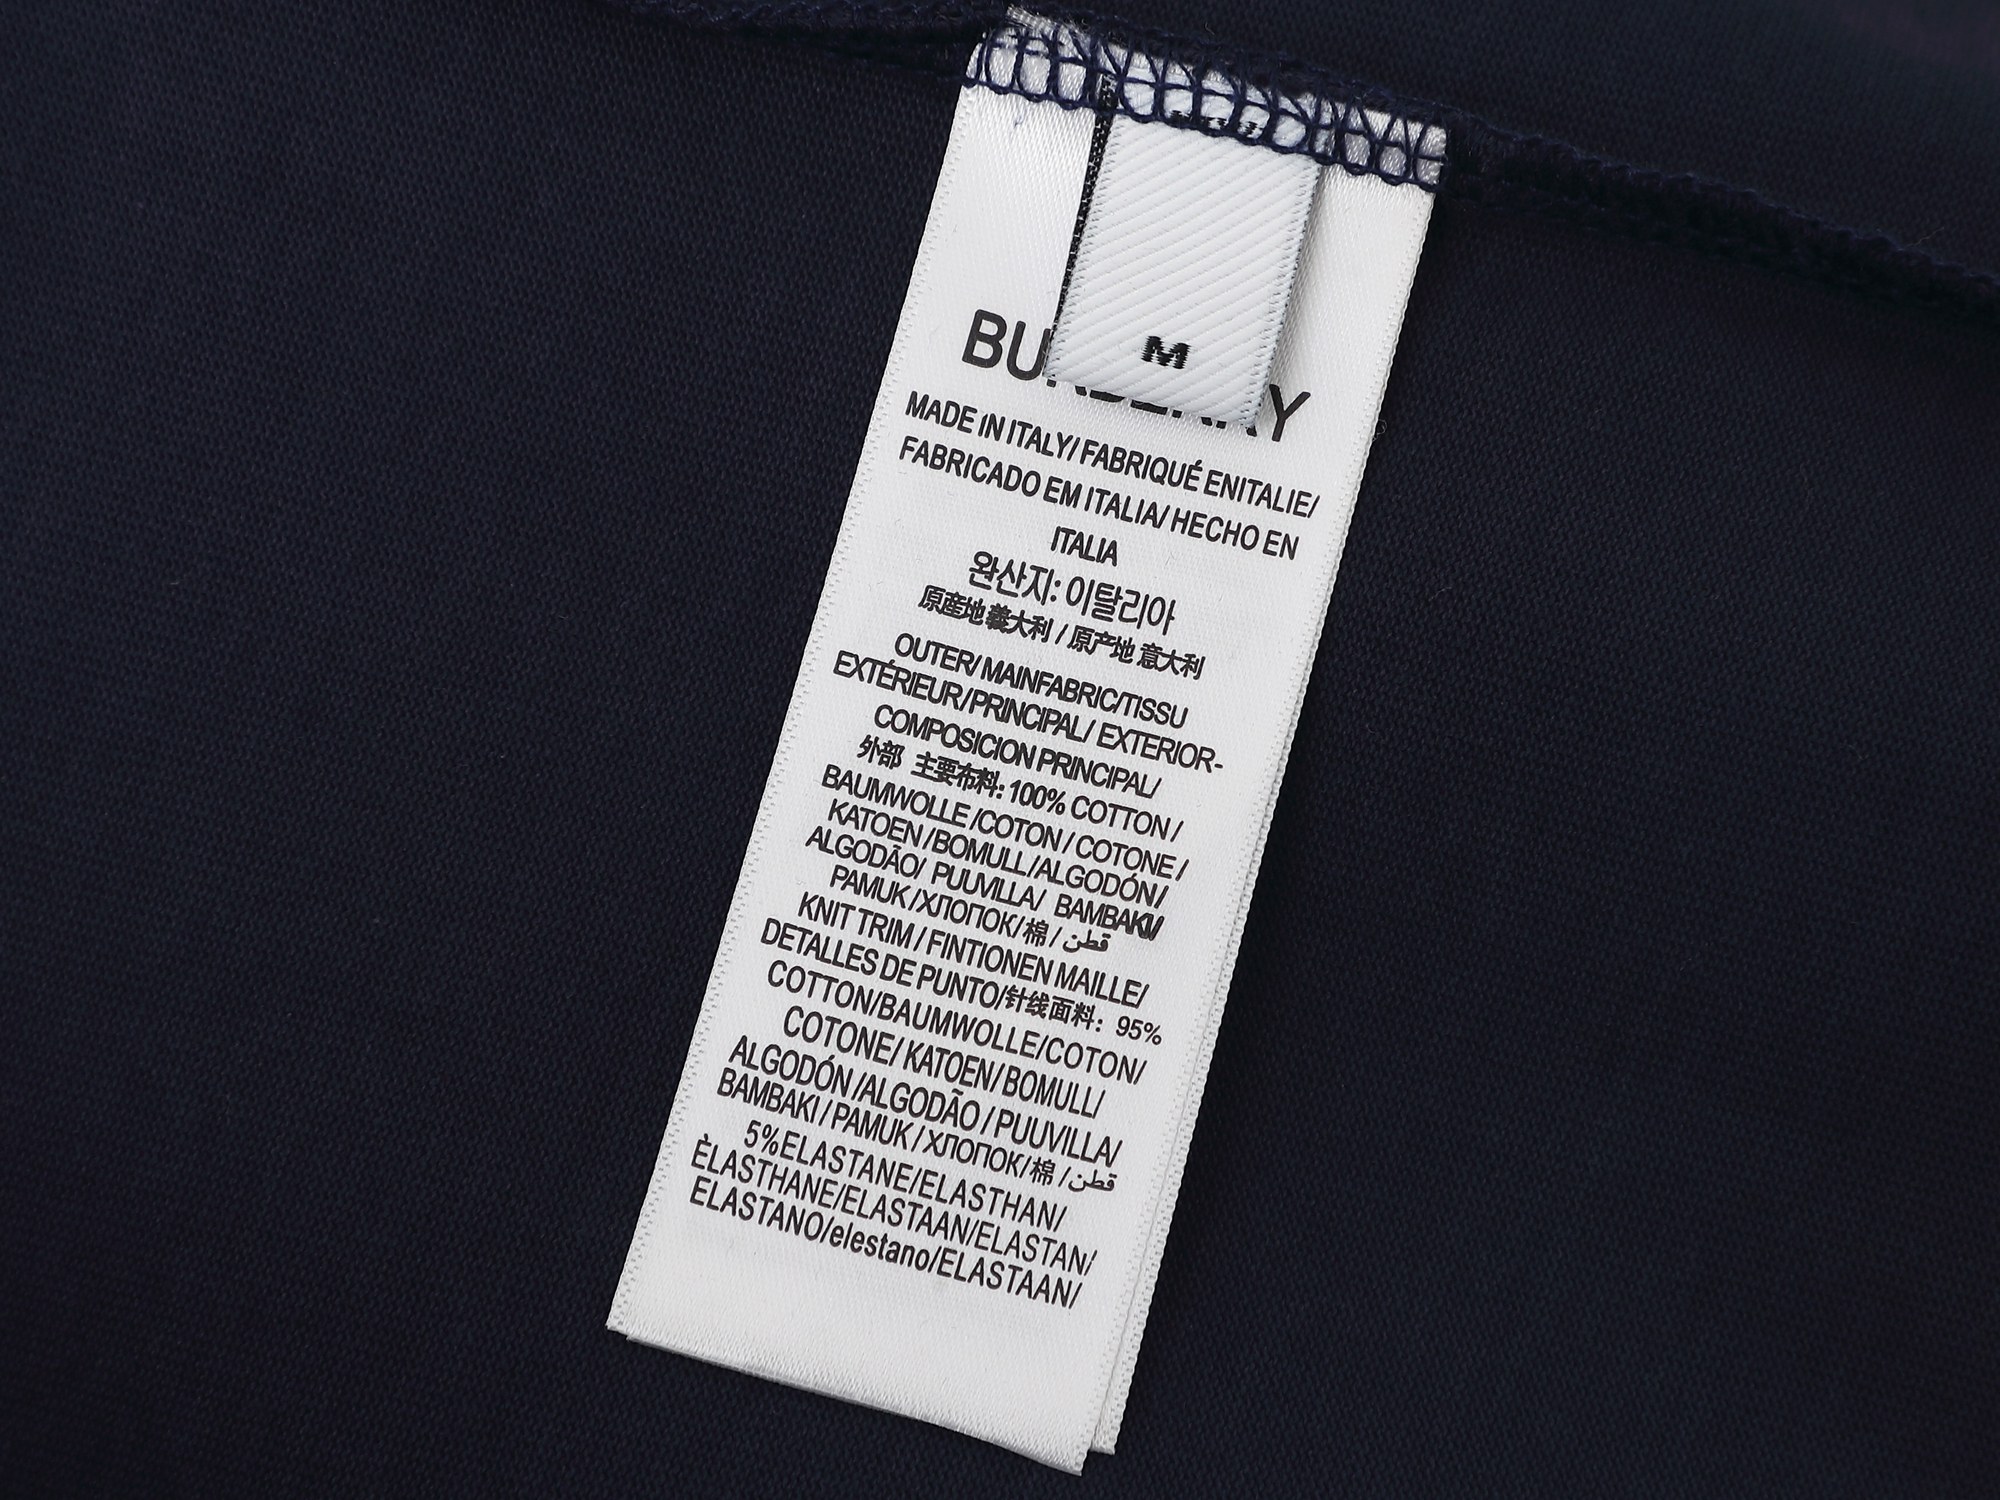 M
BURBERRY
MADE IN ITALY/ FABRIQUÉ ENITALIE/
FABRICADO EM ITALIA/ HECHO EN
ITALIA
완산지: 이탈리아
原産地 義大利 / 原产地 意大利
OUTER/ MAINFABRIC/TISSU
EXTÉRIEUR/PRINCIPAL/ EXTERIOR-
COMPOSICION PRINCIPAL/
外部 主要布料: 100% COTTON /
BAUMWOLLE /COTON / COTONE /
KATOEN /BOMULL/ALGODÓN/
ALGODÃO/ PUUVILLA/ BAMBAKI/
PAMUK /ХЛОПОК/ 棉 / قطن
KNIT TRIM / FINTIONEN MAILLE/
DETALLES DE PUNTO/针线面料: 95%
COTTON/BAUMWOLLE/COTON/
COTONE/ KATOEN/ BOMULL/
ALGODÓN /ALGODÃO / PUUVILLA/
BAMBAKI / PAMUK / ХЛОПОК/ 棉 / قطن
5%ELASTANE/ELASTHAN/
ÈLASTHANE/ELASTAAN/ELASTAN/
ELASTANO/elestano/ELASTAAN/